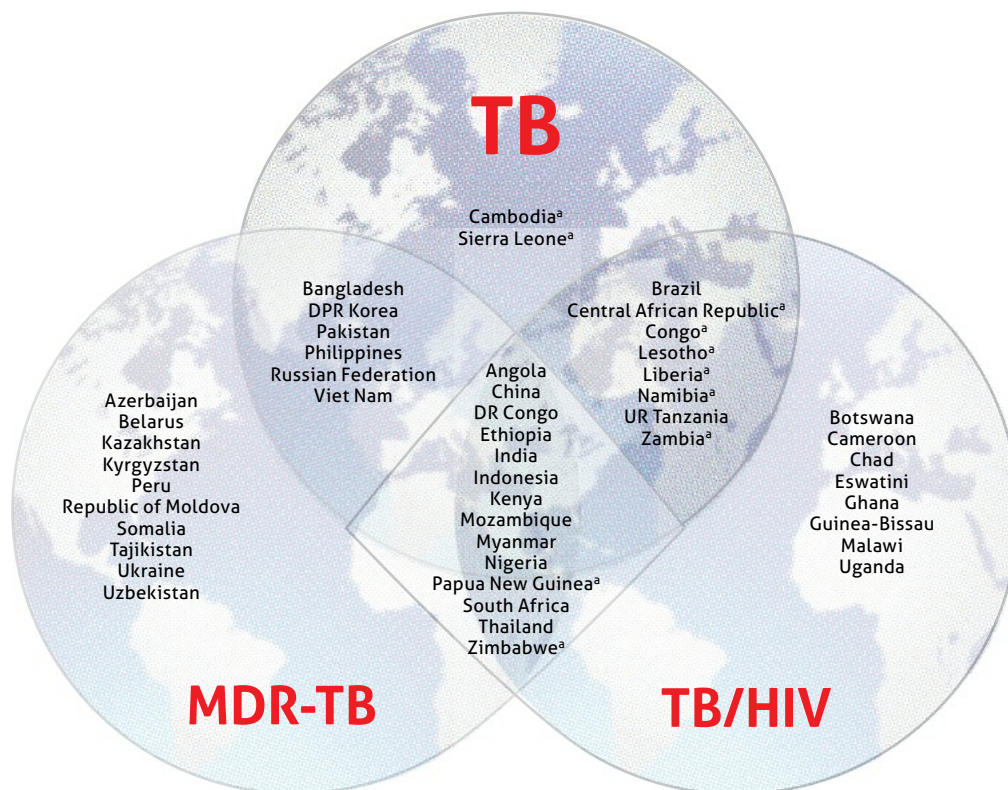 TB
Cambodiaᵃ
Sierra Leoneᵃ
Bangladesh
DPR Korea
Pakistan
Philippines
Russian Federation
Viet Nam
Brazil
Central African Republicᵃ
Congoᵃ
Lesothoᵃ
Liberiaᵃ
Namibiaᵃ
UR Tanzania
Zambiaᵃ
Angola
China
DR Congo
Ethiopia
India
Indonesia
Kenya
Mozambique
Myanmar
Nigeria
Papua New Guineaᵃ
South Africa
Thailand
Zimbabweᵃ
Azerbaijan
Belarus
Kazakhstan
Kyrgyzstan
Peru
Republic of Moldova
Somalia
Tajikistan
Ukraine
Uzbekistan
Botswana
Cameroon
Chad
Eswatini
Ghana
Guinea-Bissau
Malawi
Uganda
MDR-TB
TB/HIV